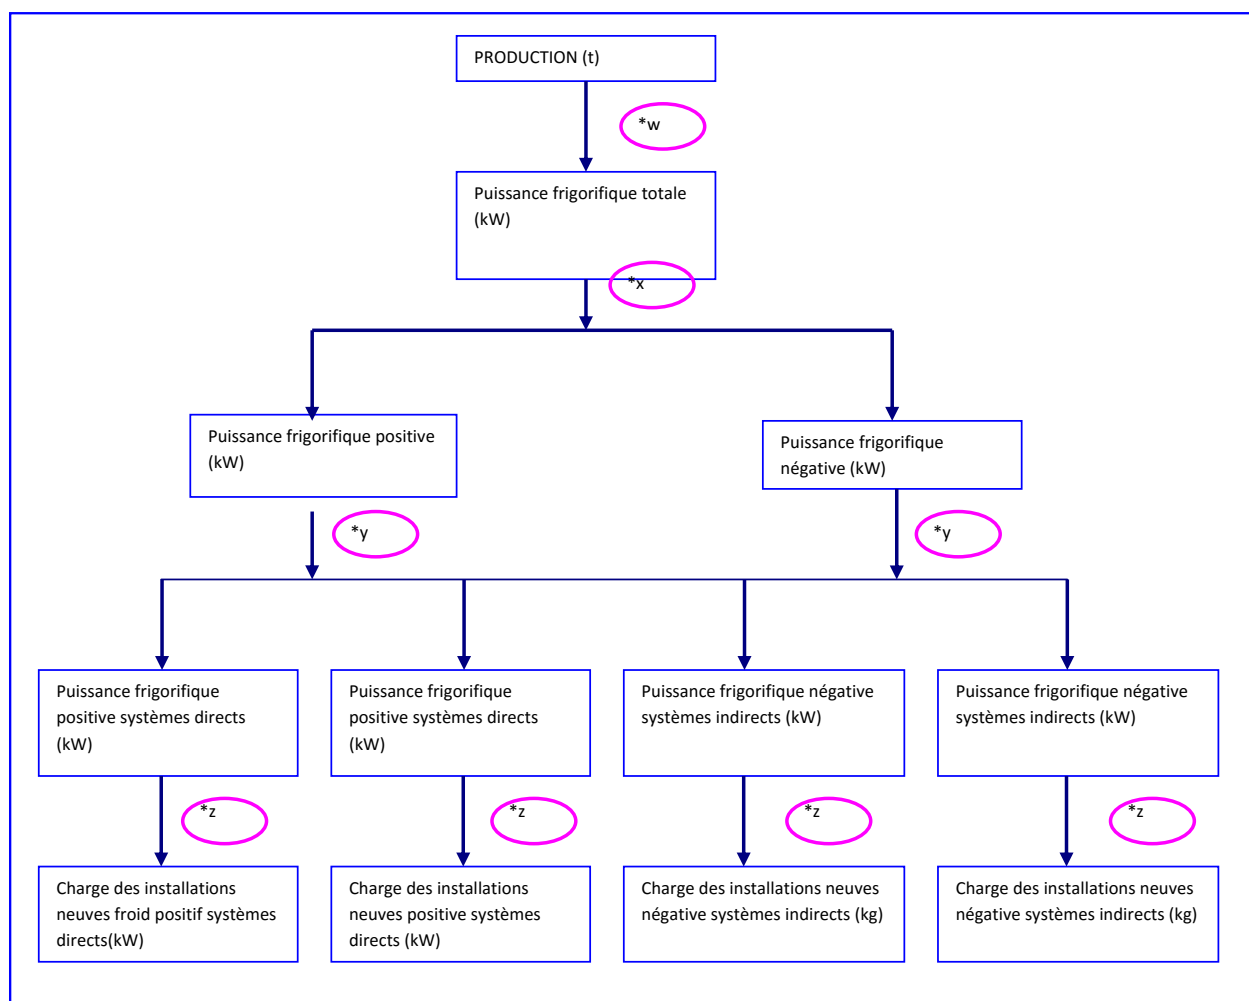 PRODUCTION (t)
*w
Puissance frigorifique totale
(kW)
*x
Puissance frigorifique positive
(kW)
Puissance frigorifique
négative (kW)
*y
*y
Puissance frigorifique
positive systèmes directs
(kW)
Puissance frigorifique
positive systèmes directs
(kW)
Puissance frigorifique négative
systèmes indirects (kW)
Puissance frigorifique négative
systèmes indirects (kW)
*z
*z
*z
*z
Charge des installations
neuves froid positif systèmes
directs(kW)
Charge des installations
neuves positive systèmes
directs (kW)
Charge des installations neuves
négative systèmes indirects (kg)
Charge des installations neuves
négative systèmes indirects (kg)